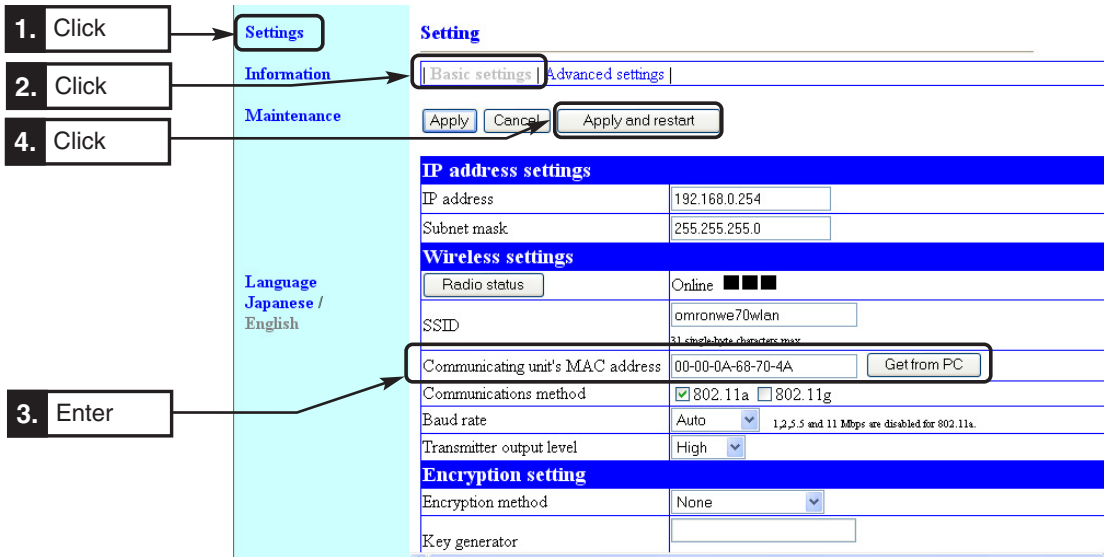 1. Click
2. Click
4. Click
3. Enter
Settings
Information
Maintenance
Language
Japanese /
English
Setting
| Basic settings | Advanced settings |
Apply Cancel Apply and restart
IP address settings
IP address 192.168.0.254
Subnet mask 255.255.255.0
Wireless settings
Radio status Online
SSID omronwe70wlan
31 single-byte characters max
Communicating unit's MAC address 00-00-0A-68-70-4A Get from PC
Communications method 802.11a 802.11g
Baud rate Auto 1,2,5.5 and 11 Mbps are disabled for 802.11a.
Transmitter output level High
Encryption setting
Encryption method None
Key generator